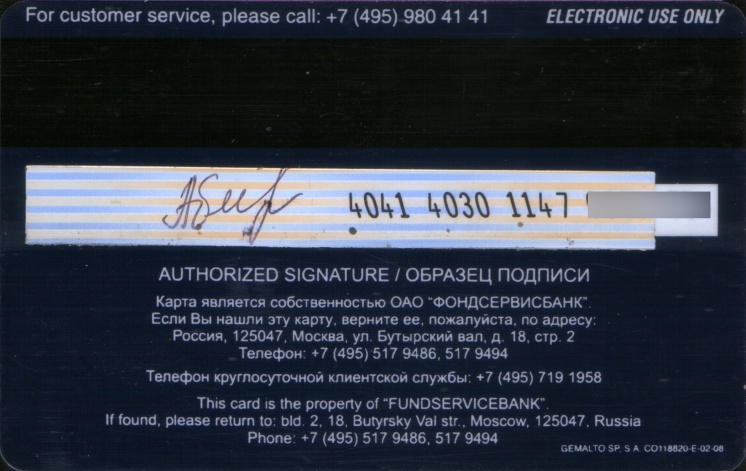 For customer service, please call: +7 (495) 980 41 41
ELECTRONIC USE ONLY
4041 4030 1147
AUTHORIZED SIGNATURE / ОБРАЗЕЦ ПОДПИСИ
Карта является собственностью ОАО "ФОНДСЕРВИСБАНК".
Если Вы нашли эту карту, верните ее, пожалуйста, по адресу:
Россия, 125047, Москва, ул. Бутырский вал, д. 18, стр. 2
Телефон: +7 (495) 517 9486, 517 9494
Телефон круглосуточной клиентской службы: +7 (495) 719 1958
This card is the property of "FUNDSERVICEBANK".
If found, please return to: bld. 2, 18, Butyrsky Val str., Moscow, 125047, Russia
Phone: +7 (495) 517 9486, 517 9494
GEMALTO SP. S A. CO118820-E-02-08